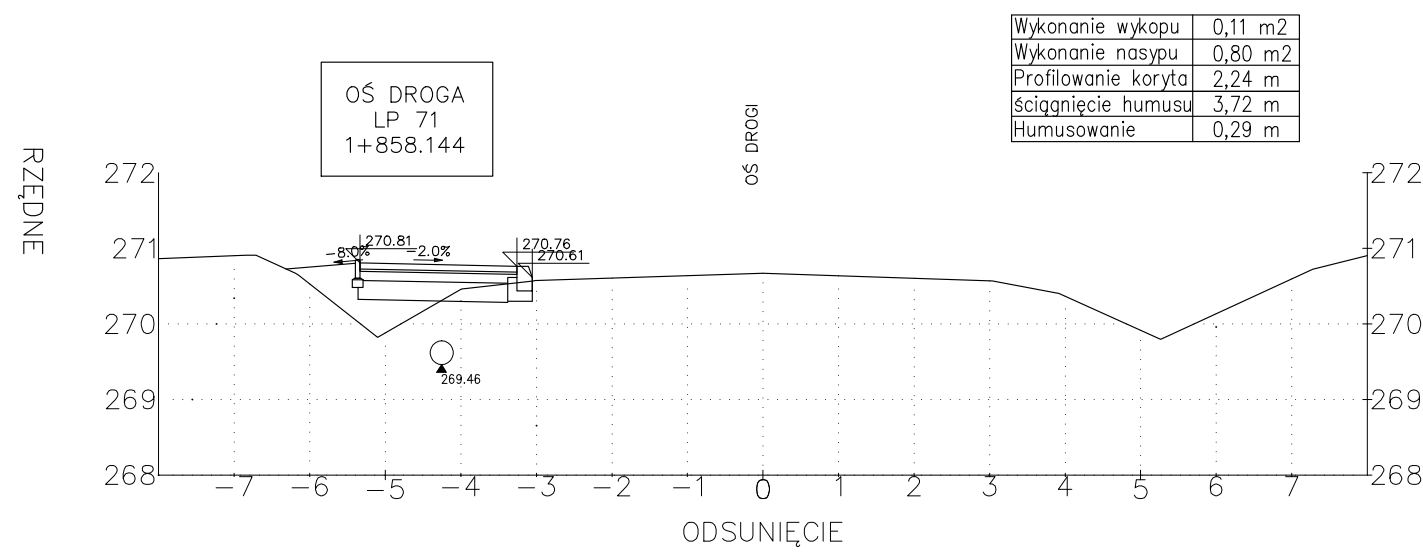 Wykonanie wykopu 0,11 m2
Wykonanie nasypu 0,80 m2
Profilowanie koryta 2,24 m
ściągnięcie humusu 3,72 m
Humusowanie 0,29 m
OŚ DROGA
LP 71
1+858.144
OŚ DROGI
RZĘDNE
272 272
271 271
270 270
269 269
268 268
-8.0% 270.81 -2.0% 270.76
270.61
269.46
-7 -6 -5 -4 -3 -2 -1 0 1 2 3 4 5 6 7
ODSUNIĘCIE